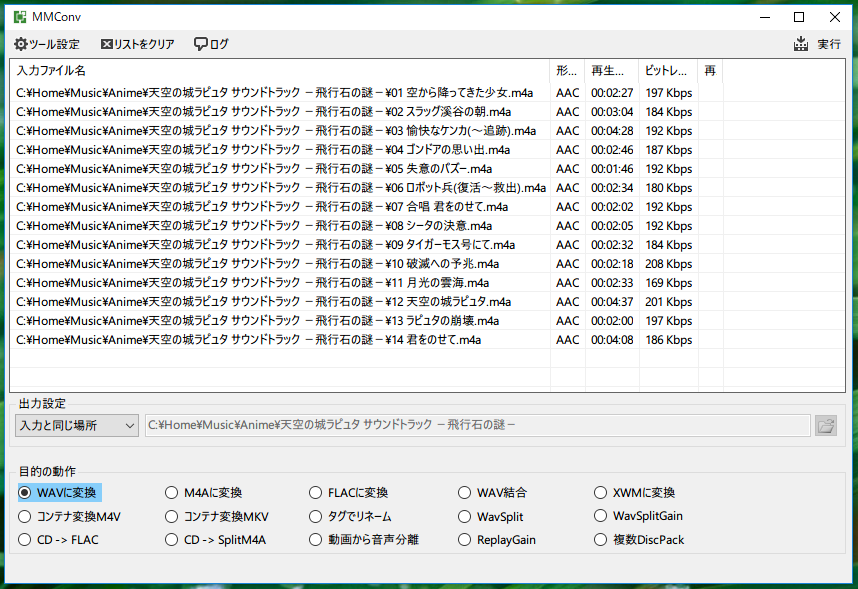 MMConv
ツール設定 リストをクリア ログ 実行
入力ファイル名 形... 再生... ビットレ... 再
C:¥Home¥Music¥Anime¥天空の城ラピュタ サウンドトラック －飛行石の謎－¥01 空から降ってきた少女.m4a AAC 00:02:27 197 Kbps
C:¥Home¥Music¥Anime¥天空の城ラピュタ サウンドトラック －飛行石の謎－¥02 スラッグ溪谷の朝.m4a AAC 00:03:04 184 Kbps
C:¥Home¥Music¥Anime¥天空の城ラピュタ サウンドトラック －飛行石の謎－¥03 愉快なケンカ(～追跡).m4a AAC 00:04:28 192 Kbps
C:¥Home¥Music¥Anime¥天空の城ラピュタ サウンドトラック －飛行石の謎－¥04 ゴンドアの思い出.m4a AAC 00:02:46 187 Kbps
C:¥Home¥Music¥Anime¥天空の城ラピュタ サウンドトラック －飛行石の謎－¥05 失意のパズー.m4a AAC 00:01:46 192 Kbps
C:¥Home¥Music¥Anime¥天空の城ラピュタ サウンドトラック －飛行石の謎－¥06 ロボット兵(復活～救出).m4a AAC 00:02:34 180 Kbps
C:¥Home¥Music¥Anime¥天空の城ラピュタ サウンドトラック －飛行石の謎－¥07 合唱 君をのせて.m4a AAC 00:02:02 192 Kbps
C:¥Home¥Music¥Anime¥天空の城ラピュタ サウンドトラック －飛行石の謎－¥08 シータの決意.m4a AAC 00:02:05 192 Kbps
C:¥Home¥Music¥Anime¥天空の城ラピュタ サウンドトラック －飛行石の謎－¥09 タイガーモス号にて.m4a AAC 00:02:32 184 Kbps
C:¥Home¥Music¥Anime¥天空の城ラピュタ サウンドトラック －飛行石の謎－¥10 破滅への予兆.m4a AAC 00:02:18 208 Kbps
C:¥Home¥Music¥Anime¥天空の城ラピュタ サウンドトラック －飛行石の謎－¥11 月光の雲海.m4a AAC 00:02:33 169 Kbps
C:¥Home¥Music¥Anime¥天空の城ラピュタ サウンドトラック －飛行石の謎－¥12 天空の城ラピュタ.m4a AAC 00:04:37 201 Kbps
C:¥Home¥Music¥Anime¥天空の城ラピュタ サウンドトラック －飛行石の謎－¥13 ラピュタの崩壊.m4a AAC 00:02:00 197 Kbps
C:¥Home¥Music¥Anime¥天空の城ラピュタ サウンドトラック －飛行石の謎－¥14 君をのせて.m4a AAC 00:04:08 186 Kbps
出力設定
入力と同じ場所 C:¥Home¥Music¥Anime¥天空の城ラピュタ サウンドトラック －飛行石の謎－
目的の動作
WAVに変換 M4Aに変換 FLACに変換 WAV結合 XWMに変換
コンテナ変換M4V コンテナ変換MKV タグでリネーム WavSplit WavSplitGain
CD -> FLAC CD -> SplitM4A 動画から音声分離 ReplayGain 複数DiscPack